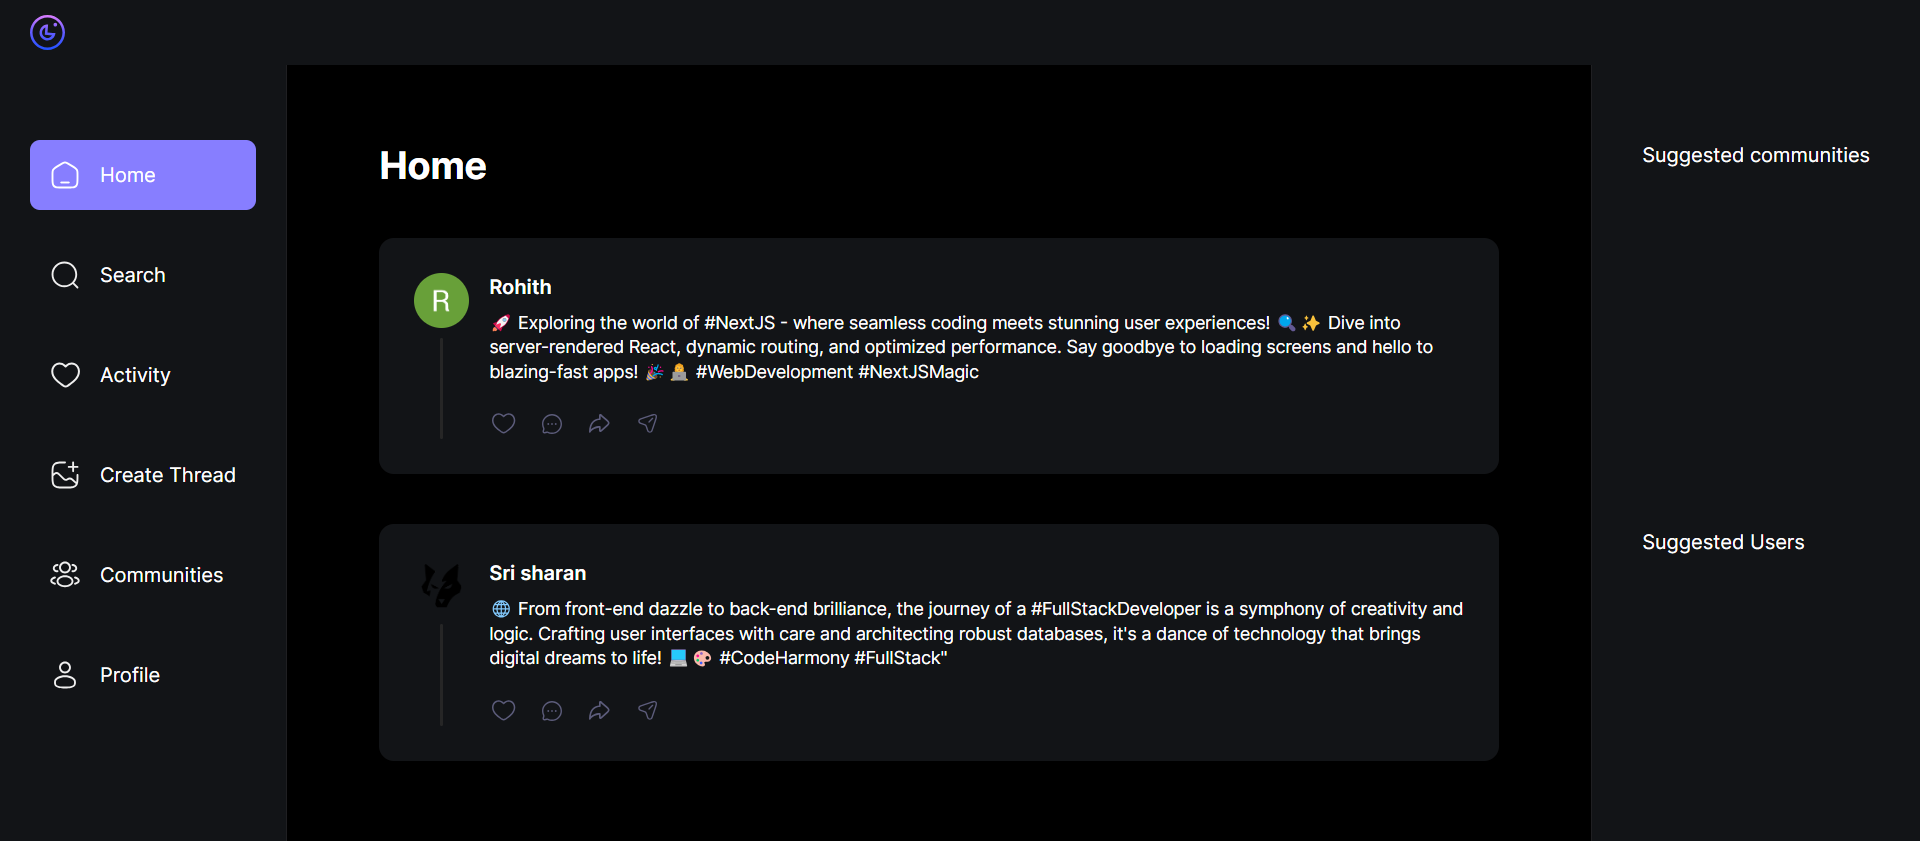 Home
Search
Activity
Create Thread
Communities
Profile
Home
R
Rohith
🚀 Exploring the world of #NextJS - where seamless coding meets stunning user experiences! 🔍✨ Dive into
server-rendered React, dynamic routing, and optimized performance. Say goodbye to loading screens and hello to
blazing-fast apps! 🎉👨‍💻 #WebDevelopment #NextJSMagic
Sri sharan
🌐 From front-end dazzle to back-end brilliance, the journey of a #FullStackDeveloper is a symphony of creativity and
logic. Crafting user interfaces with care and architecting robust databases, it's a dance of technology that brings
digital dreams to life! 💻🎨 #CodeHarmony #FullStack"
Suggested communities
Suggested Users